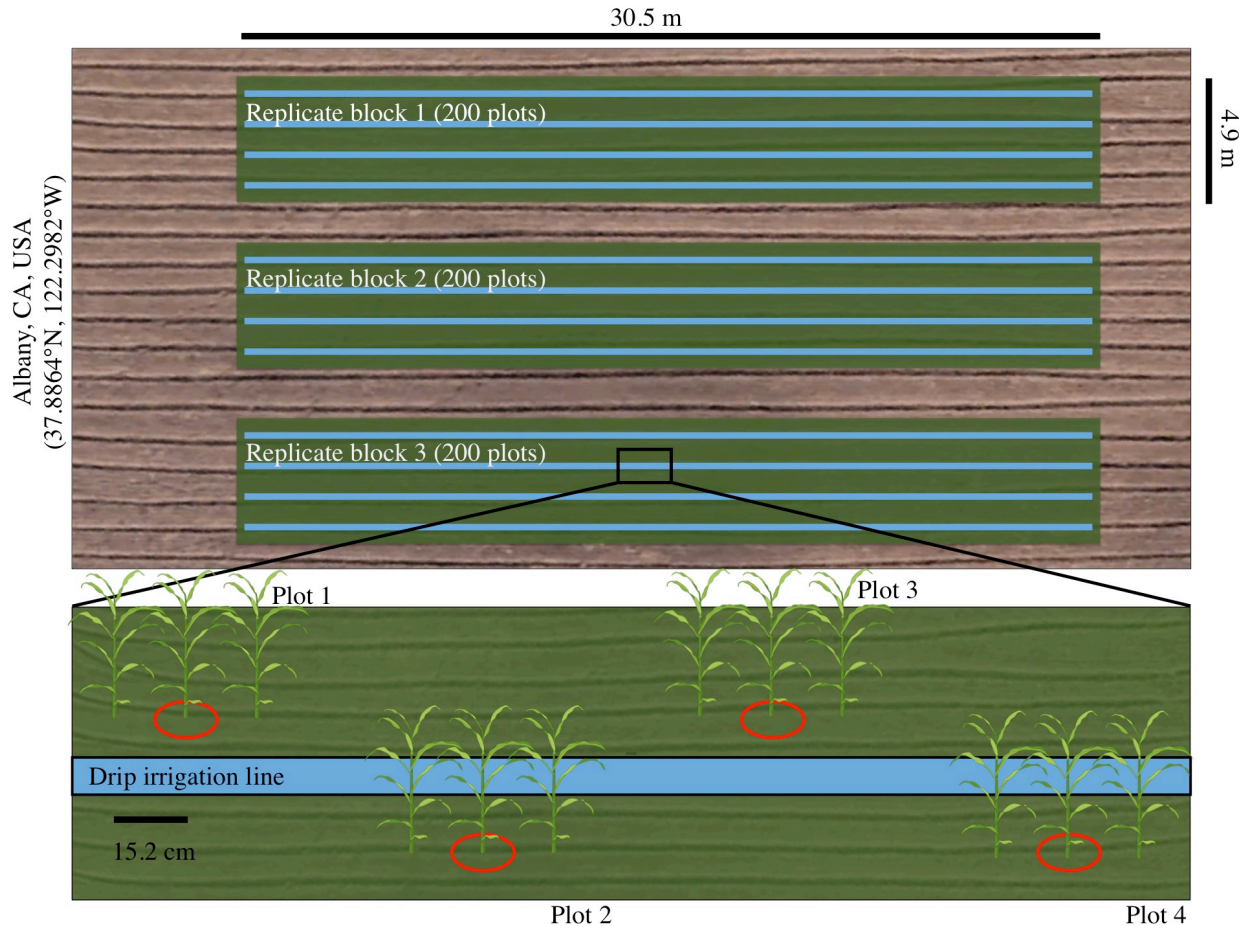 30.5 m
Replicate block 1 (200 plots)
4.9 m
Albany, CA, USA
(37.8864°N, 122.2982°W)
Replicate block 2 (200 plots)
Replicate block 3 (200 plots)
Plot 1
Plot 3
Drip irrigation line
15.2 cm
Plot 2
Plot 4